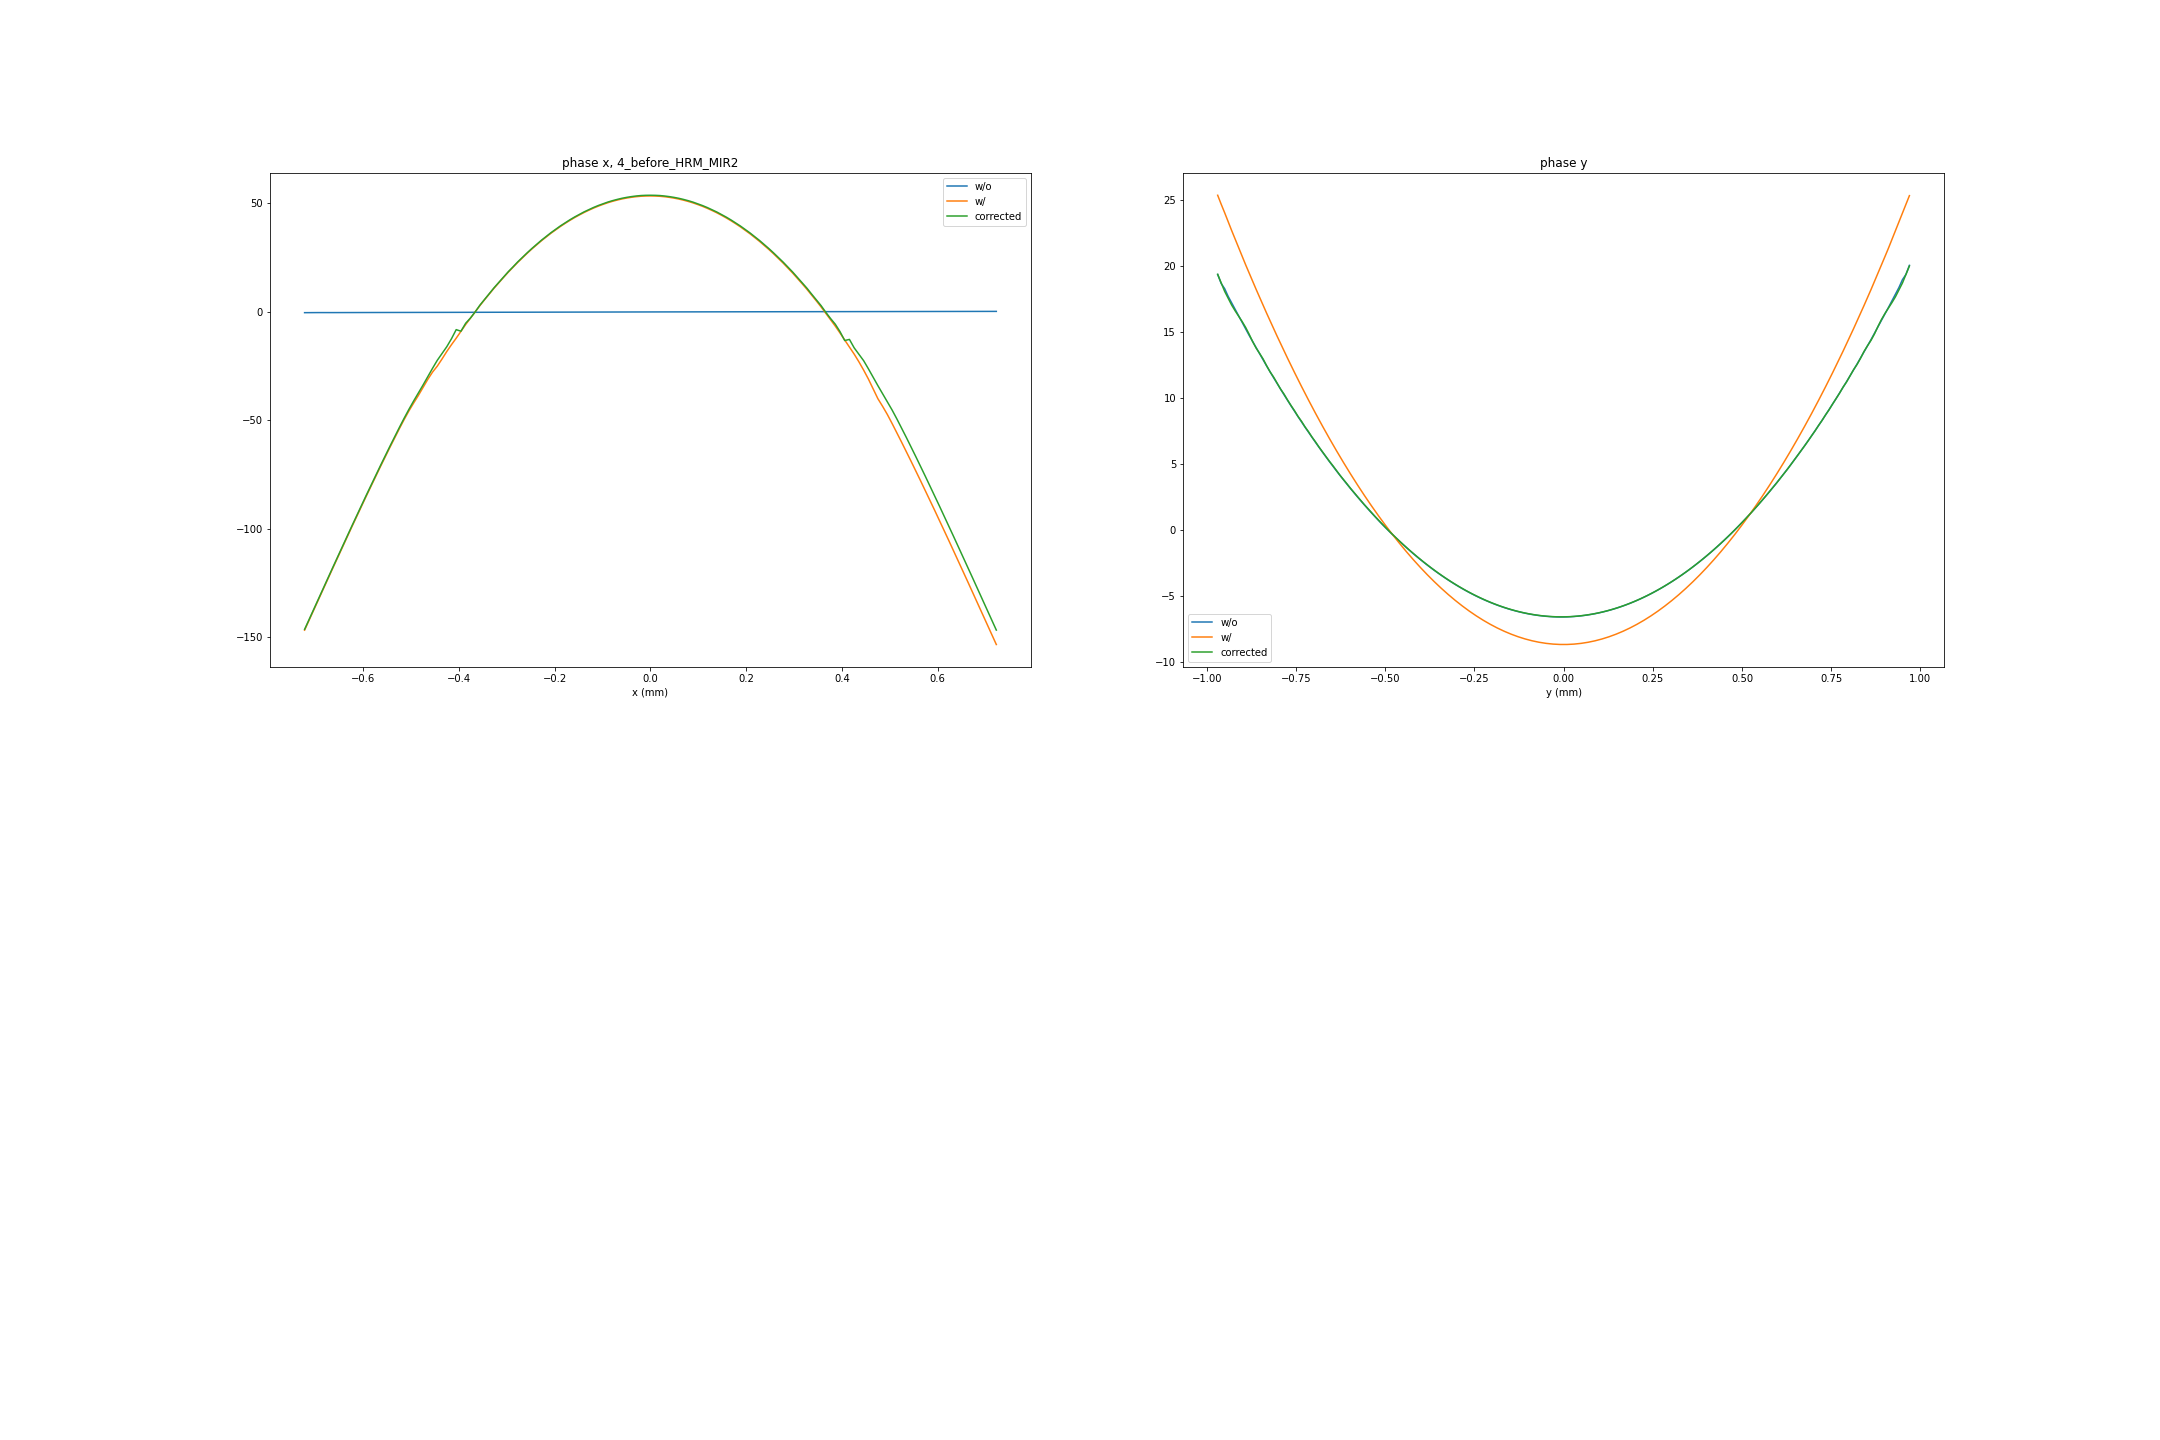 phase x, 4_before_HRM_MIR2
50
0
−50
−100
−150
w/o
w/
corrected
−0.6 −0.4 −0.2 0.0 0.2 0.4 0.6
x (mm)
phase y
25
20
15
10
5
0
−5
−10
w/o
w/
corrected
−1.00 −0.75 −0.50 −0.25 0.00 0.25 0.50 0.75 1.00
y (mm)